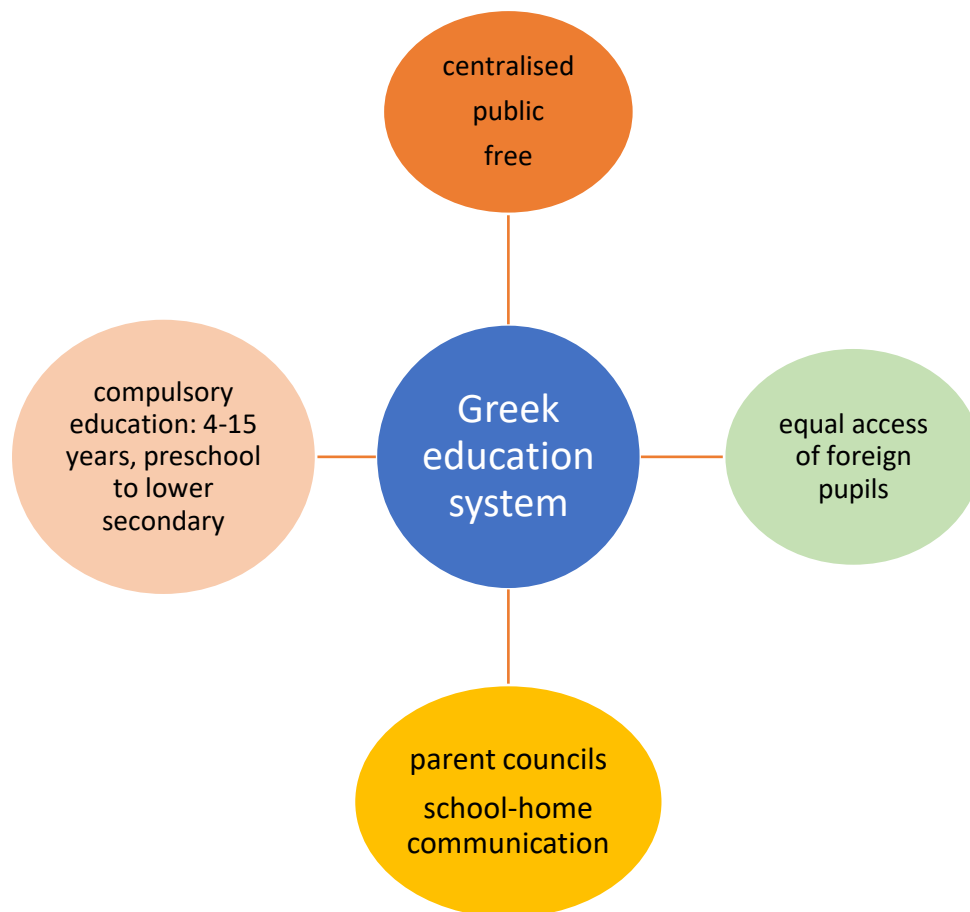 centralised
public
free
compulsory
education: 4-15
years, preschool
to lower
secondary
Greek
education
system
equal access
of foreign
pupils
parent councils
school-home
communication